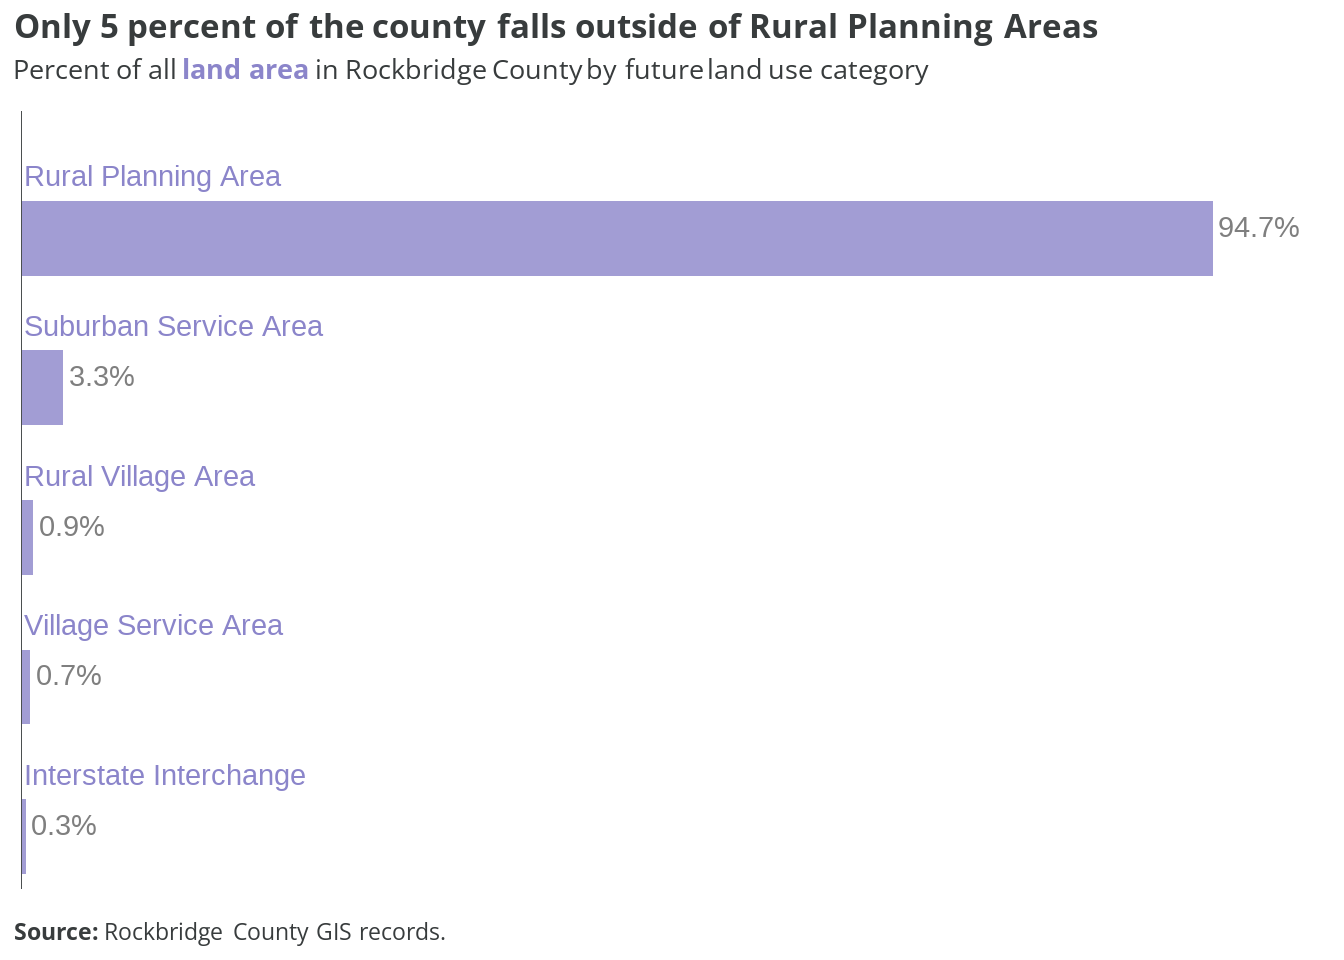 Only 5 percent of the county falls outside of Rural Planning Areas
Percent of all land area in Rockbridge County by future land use category
Rural Planning Area
94.7%
Suburban Service Area
3.3%
Rural Village Area
0.9%
Village Service Area
0.7%
Interstate Interchange
0.3%
Source: Rockbridge County GIS records.